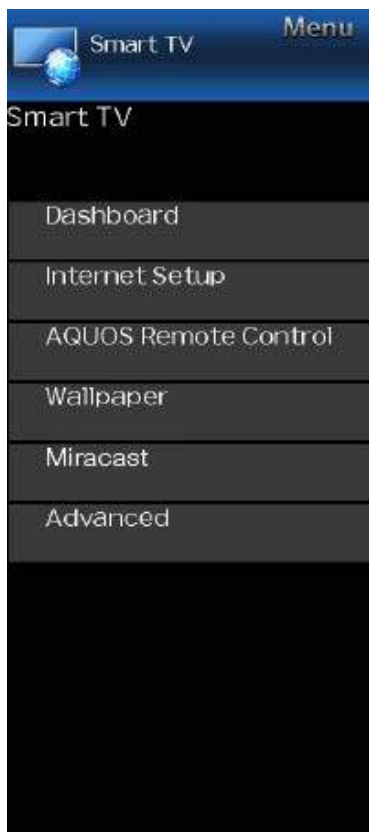 Smart TV
Menu
Smart TV
Dashboard
Internet Setup
AQUOS Remote Control
Wallpaper
Miracast
Advanced